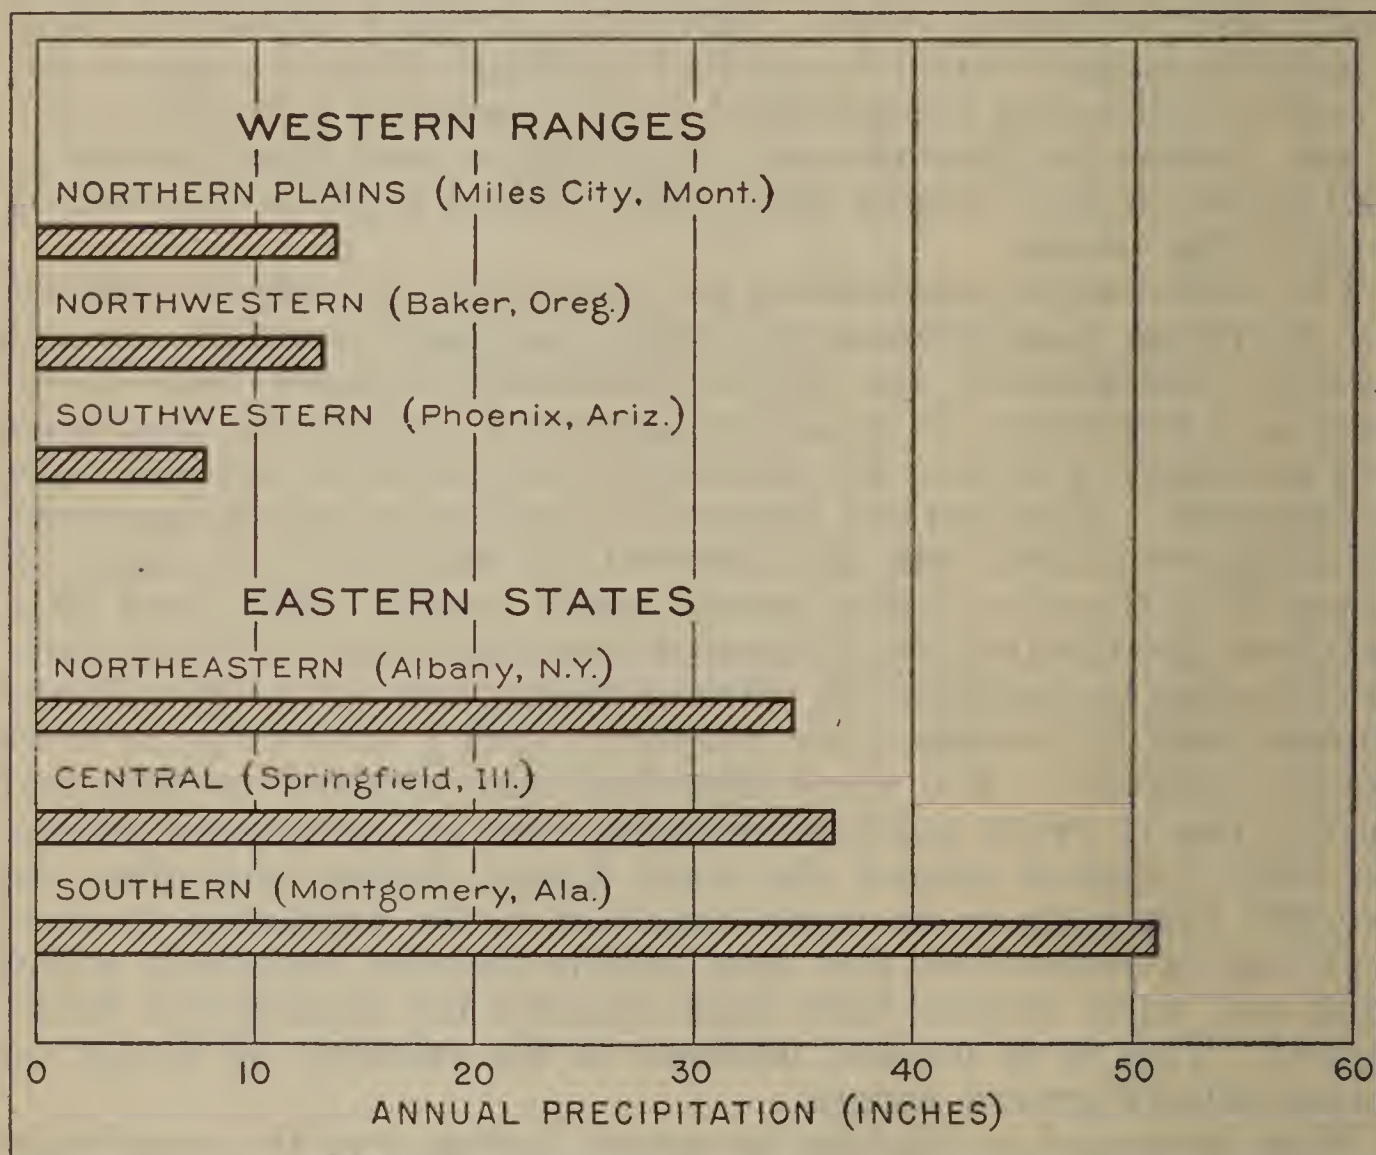 WESTERN RANGES
NORTHERN PLAINS (Miles City, Mont.)
NORTHWESTERN (Baker, Oreg.)
SOUTHWESTERN (Phoenix, Ariz.)
EASTERN STATES
NORTHEASTERN (Albany, N.Y.)
CENTRAL (Springfield, Ill.)
SOUTHERN (Montgomery, Ala.)
0 10 20 30 40 50 60
ANNUAL PRECIPITATION (INCHES)